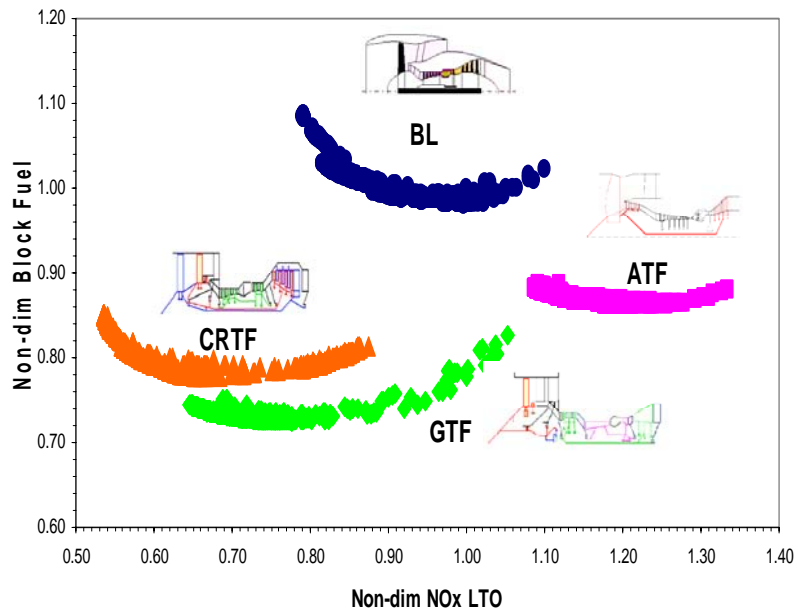 1.20
1.10
1.00
0.90
0.80
0.70
0.60
Non-dim Block Fuel
BL
ATF
CRTF
GTF
0.50 0.60 0.70 0.80 0.90 1.00 1.10 1.20 1.30 1.40
Non-dim NOx LTO